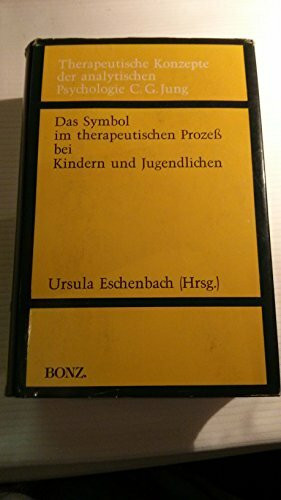 Therapeutische Konzepte
der analytischen
Psychologie C. G. Jung
Das Symbol
im therapeutischen Prozeß
bei
Kindern und Jugendlichen
Ursula Eschenbach (Hrsg.)
BONZ.